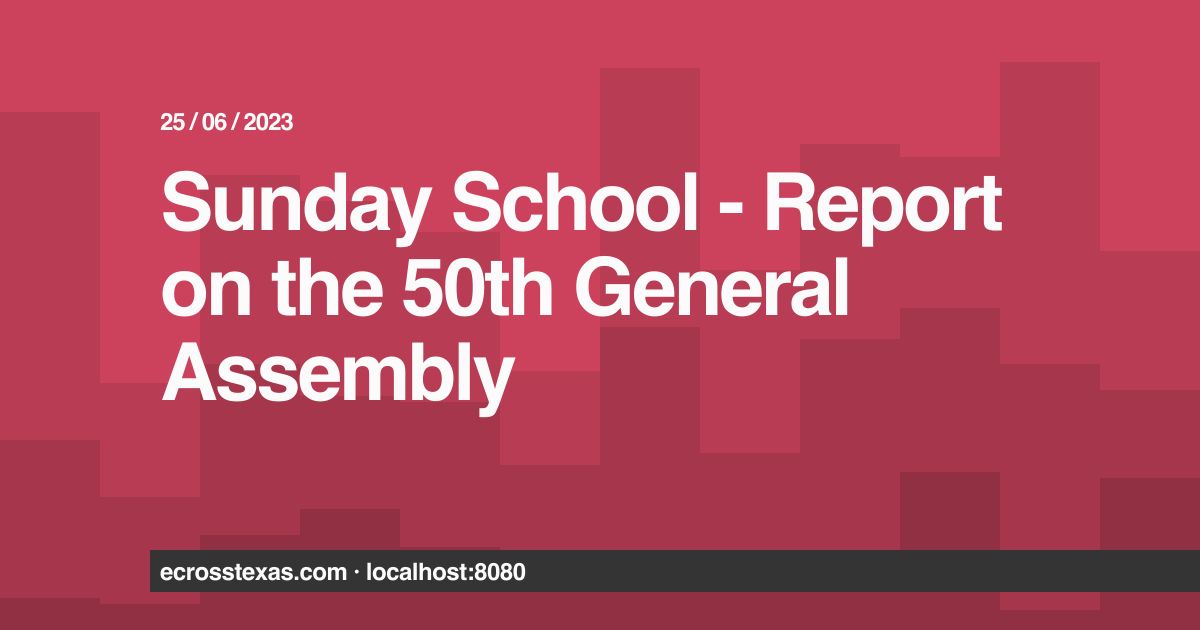 25 / 06 / 2023
Sunday School - Report
on the 50th General
Assembly
ecrosstexas.com · localhost:8080